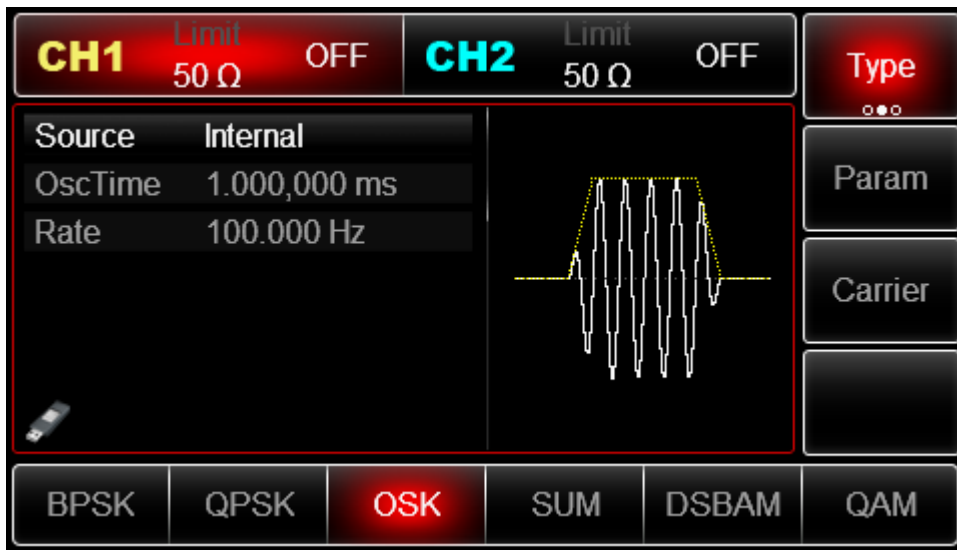 CH1 Limit 50 Ω OFF CH2 Limit 50 Ω OFF
Type
Source Internal
OscTime 1.000,000 ms
Rate 100.000 Hz
Param
Carrier
BPSK QPSK OSK SUM DSBAM QAM